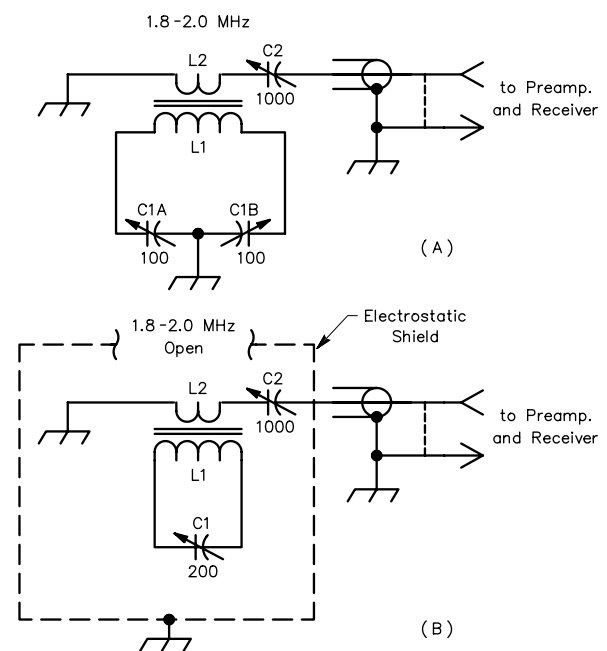 1.8-2.0 MHz
C2
L2
1000
to Preamp.
and Receiver
L1
C1A
C1B
100
100
(A)
Electrostatic
Shield
1.8-2.0 MHz
Open
C2
L2
1000
to Preamp.
and Receiver
L1
C1
200
(B)